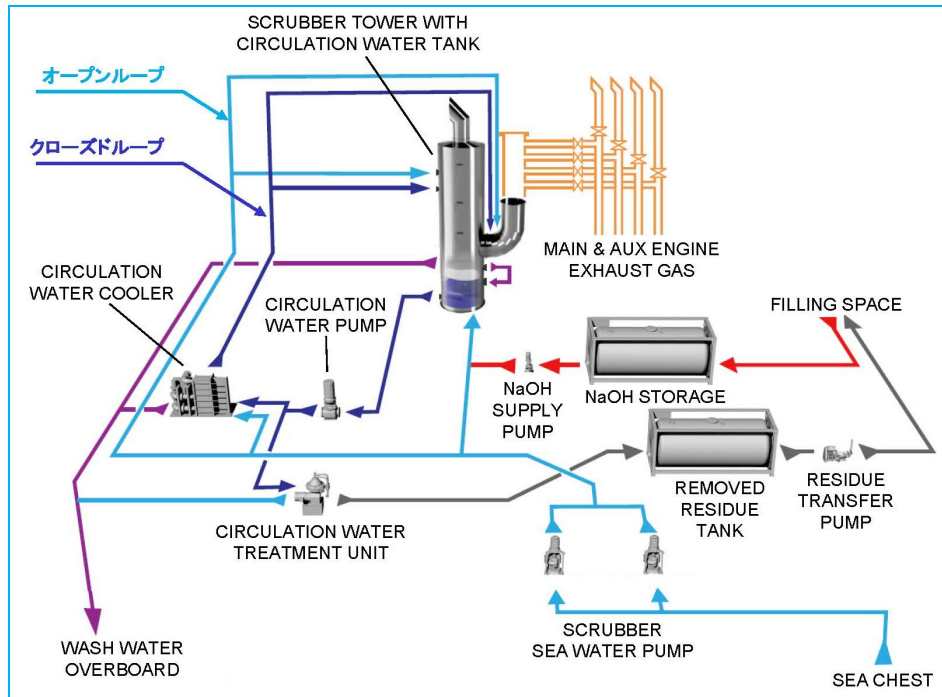 SCRUBBER TOWER WITH
CIRCULATION WATER TANK
オープンループ
クローズドループ
MAIN & AUX ENGINE
EXHAUST GAS
CIRCULATION
WATER COOLER
CIRCULATION
WATER PUMP
FILLING SPACE
NaOH
SUPPLY
PUMP
NaOH STORAGE
REMOVED
RESIDUE
TANK
RESIDUE
TRANSFER
PUMP
CIRCULATION WATER
TREATMENT UNIT
WASH WATER
OVERBOARD
SCRUBBER
SEA WATER PUMP
SEA CHEST